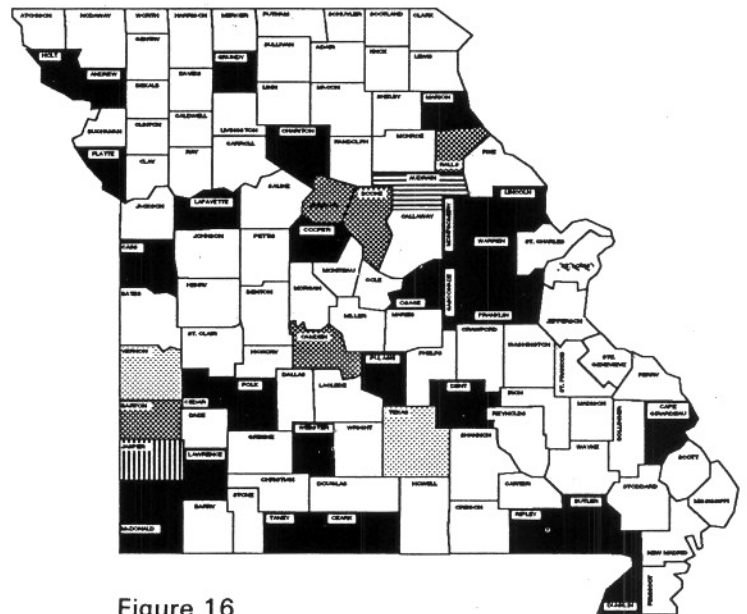 ATCHISON NODAWAY WORTH HARRISON MERCER PUTNAM SCHUYLER SCOTLAND CLARK
GENTRY SULLIVAN ADAIR KNOX LEWIS
HOLT ANDREW DAVIES GRUNDY
DEKALB LINN MACON SHELBY MARION
BUCHANAN CLINTON CALDWELL LIVINGSTON CHARITON RANDOLPH MONROE RALLS PIKE
PLATTE CLAY RAY CARROLL AUDRAIN
JACKSON LAFAYETTE SALINE BOONE CALLAWAY MONTGOMERY LINCOLN
CASS JOHNSON PETTIS COOPER WARREN ST. CHARLES
MONITEAU COLE OSAGE GASCONADE FRANKLIN
BATES HENRY BENTON MORGAN MILLER MARIES JEFFERSON
VERNON ST. CLAIR HICKORY CAMDEN PULASKI PHELPS CRAWFORD WASHINGTON ST. FRANCOIS STE. GENEVIEVE PERRY
CEDAR POLK DALLAS LACLEDE DENT IRON MADISON BOLLINGER CAPE GIRARDEAU
BARTON DADE TEXAS REYNOLDS
JASPER LAWRENCE GREENE WEBSTER WRIGHT SHANNON WAYNE SCOTT
CHRISTIAN DOUGLAS HOWELL CARTER STODDARD MISSISSIPPI
McDONALD BARRY STONE TANEY OZARK OREGON RIPLEY BUTLER
NEW MADRID
DUNKLIN PEMISCOT
Figure 16